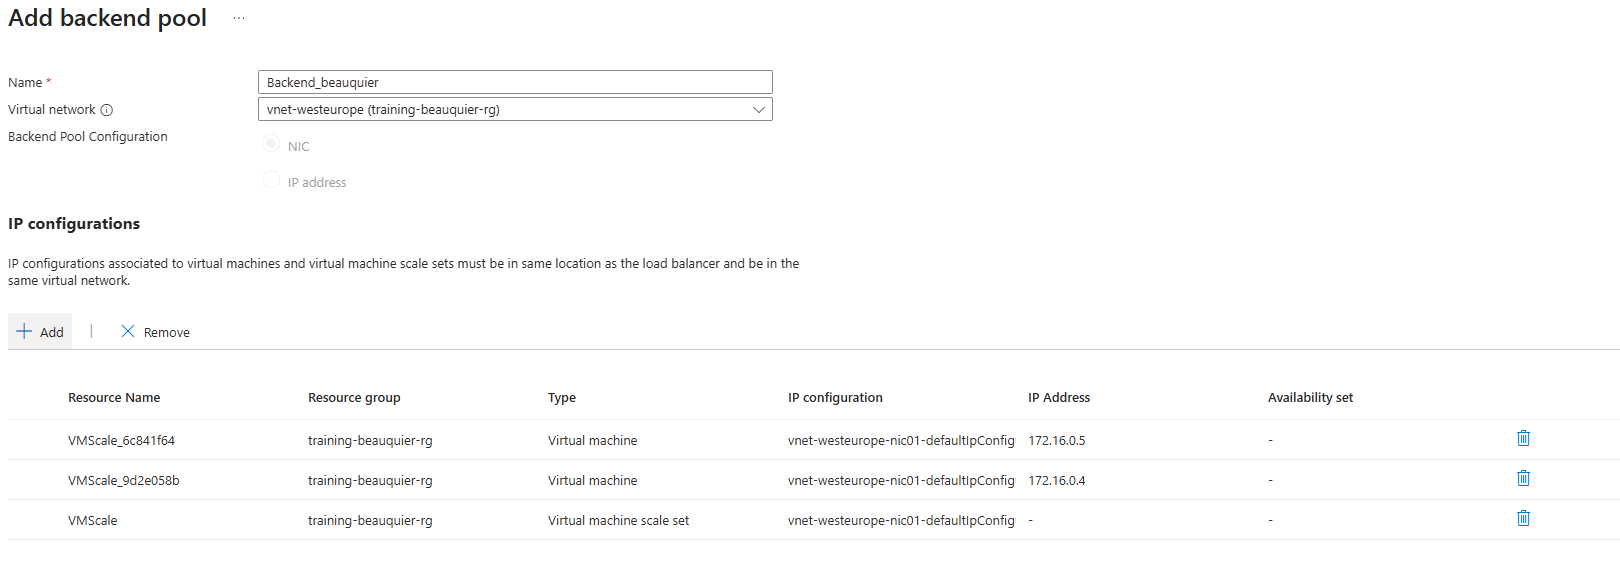 Add backend pool ...
Name *
Backend_beauquier
Virtual network
vnet-westeurope (training-beauquier-rg)
Backend Pool Configuration
NIC
IP address
IP configurations
IP configurations associated to virtual machines and virtual machine scale sets must be in same location as the load balancer and be in the
same virtual network.
Add | Remove
Resource Name Resource group Type IP configuration IP Address Availability set
VMScale_6c841f64 training-beauquier-rg Virtual machine vnet-westeurope-nic01-defaultIpConfig 172.16.0.5 -
VMScale_9d2e058b training-beauquier-rg Virtual machine vnet-westeurope-nic01-defaultIpConfig 172.16.0.4 -
VMScale training-beauquier-rg Virtual machine scale set vnet-westeurope-nic01-defaultIpConfig - -